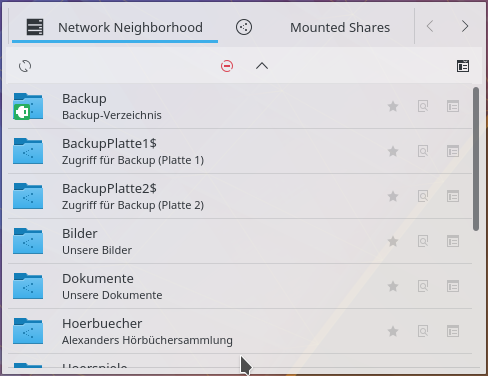 Network Neighborhood
Mounted Shares
Backup
Backup-Verzeichnis
BackupPlatte1$
Zugriff für Backup (Platte 1)
BackupPlatte2$
Zugriff für Backup (Platte 2)
Bilder
Unsere Bilder
Dokumente
Unsere Dokumente
Hoerbuecher
Alexanders Hörbüchersammlung
Hoerspiele